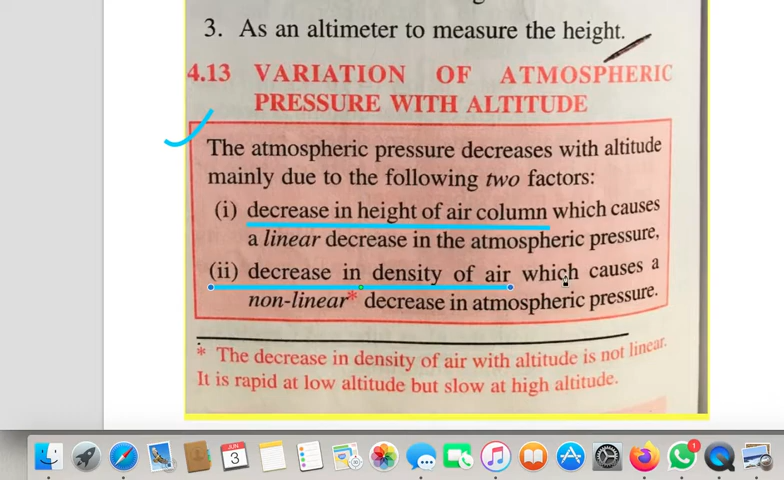 3. As an altimeter to measure the height.
4.13 VARIATION OF ATMOSPHERIC
PRESSURE WITH ALTITUDE
The atmospheric pressure decreases with altitude
mainly due to the following two factors:
(i) decrease in height of air column which causes
a linear decrease in the atmospheric pressure,
(ii) decrease in density of air which causes a
non-linear* decrease in atmospheric pressure.
* The decrease in density of air with altitude is not linear.
It is rapid at low altitude but slow at high altitude.
JUN
3
1